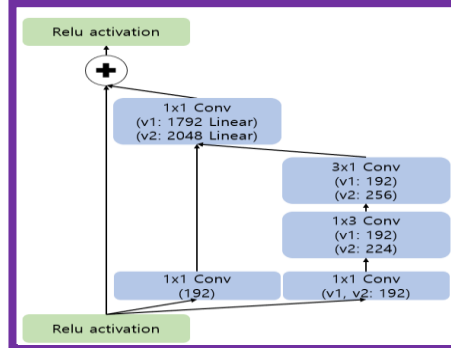 Relu activation
1x1 Conv
(v1: 1792 Linear)
(v2: 2048 Linear)
3x1 Conv
(v1: 192)
(v2: 256)
1x3 Conv
(v1: 192)
(v2: 224)
1x1 Conv
(192)
1x1 Conv
(v1, v2: 192)
Relu activation